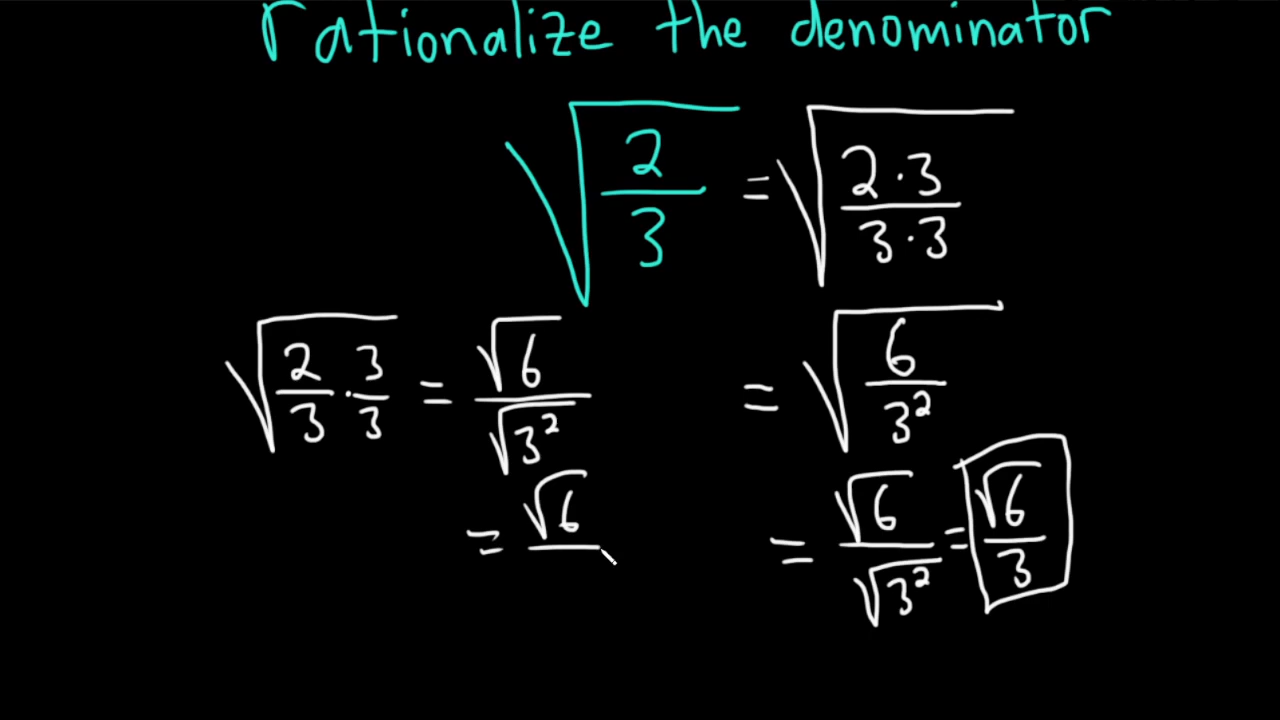 rationalize the denominator
√(2/3) = √((2·3)/(3·3))
√(2/3 · 3/3) = √6/√(3²)
= √6/
= √(6/3²)
= √6/√(3²) = √6/3